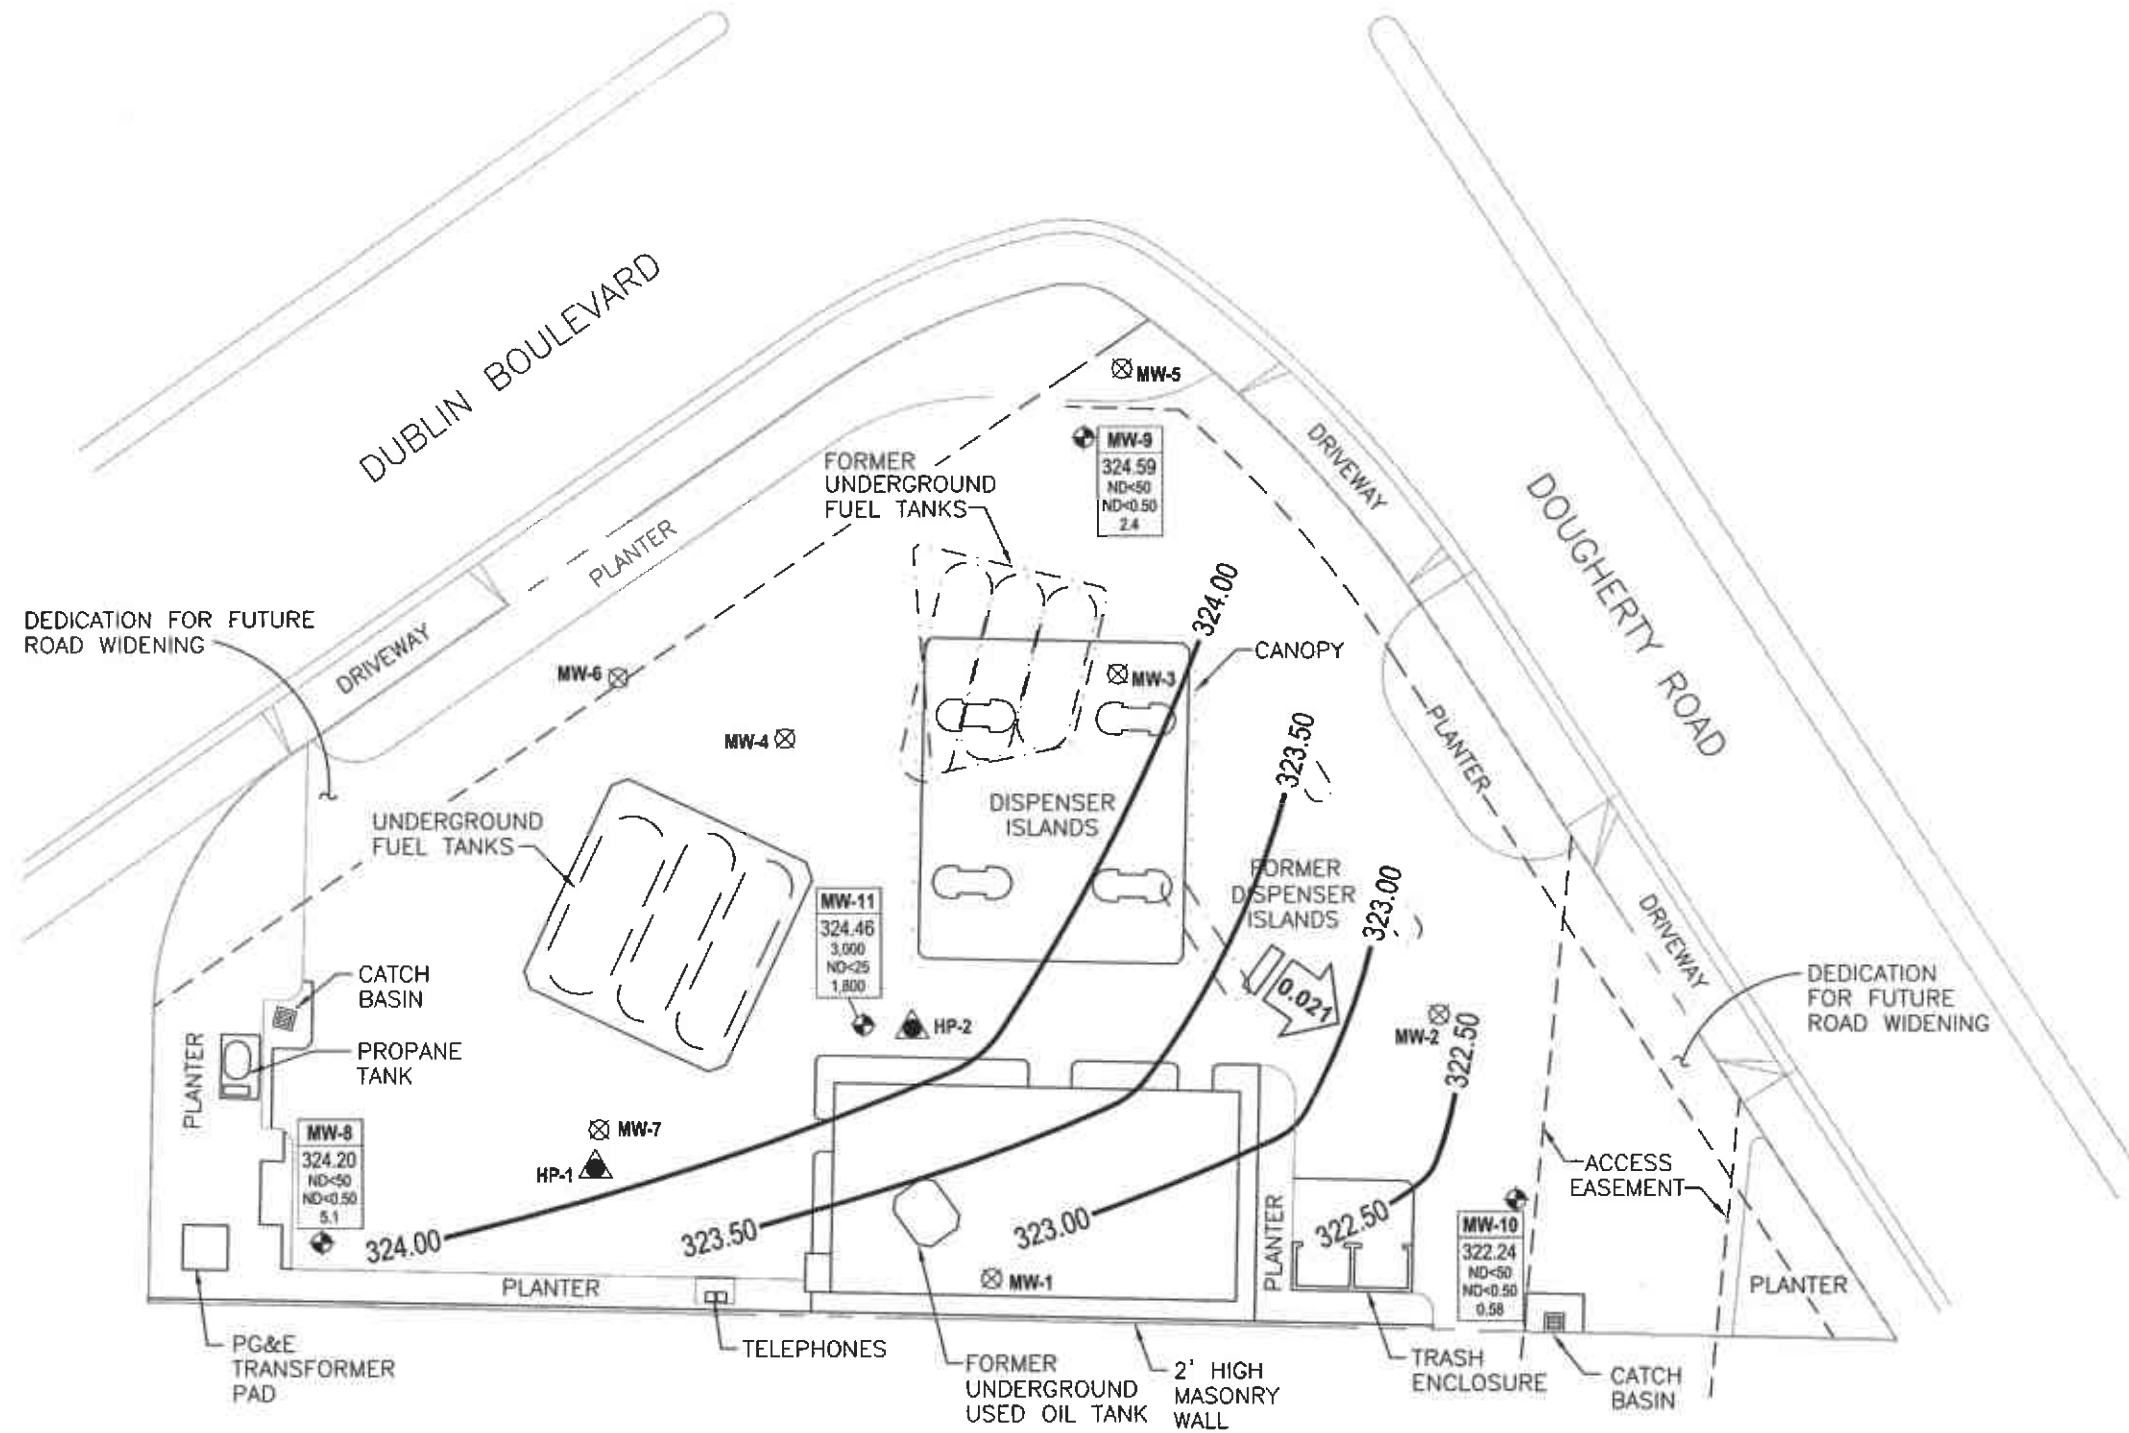 DUBLIN BOULEVARD
DOUGHERTY ROAD
MW-5
DRIVEWAY
MW-9
324.59
ND<50
ND<0.50
2.4
FORMER
UNDERGROUND
FUEL TANKS
PLANTER
324.00
CANOPY
DEDICATION FOR FUTURE
ROAD WIDENING
DRIVEWAY
MW-6
MW-3
MW-4
323.50
PLANTER
DISPENSER
ISLANDS
UNDERGROUND
FUEL TANKS
FORMER
DISPENSER
ISLANDS
323.00
MW-11
324.46
3,000
ND<25
1,800
DRIVEWAY
CATCH
BASIN
0.021
DEDICATION
FOR FUTURE
ROAD WIDENING
HP-2
MW-2
322.50
PROPANE
TANK
PLANTER
MW-8
324.20
ND<50
ND<0.50
5.1
MW-7
HP-1
ACCESS
EASEMENT
324.00
323.50
323.00
PLANTER
322.50
MW-10
322.24
ND<50
ND<0.50
0.58
PLANTER
MW-1
PLANTER
PG&E
TRANSFORMER
PAD
TELEPHONES
FORMER
UNDERGROUND
USED OIL TANK
2' HIGH
MASONRY
WALL
TRASH
ENCLOSURE
CATCH
BASIN